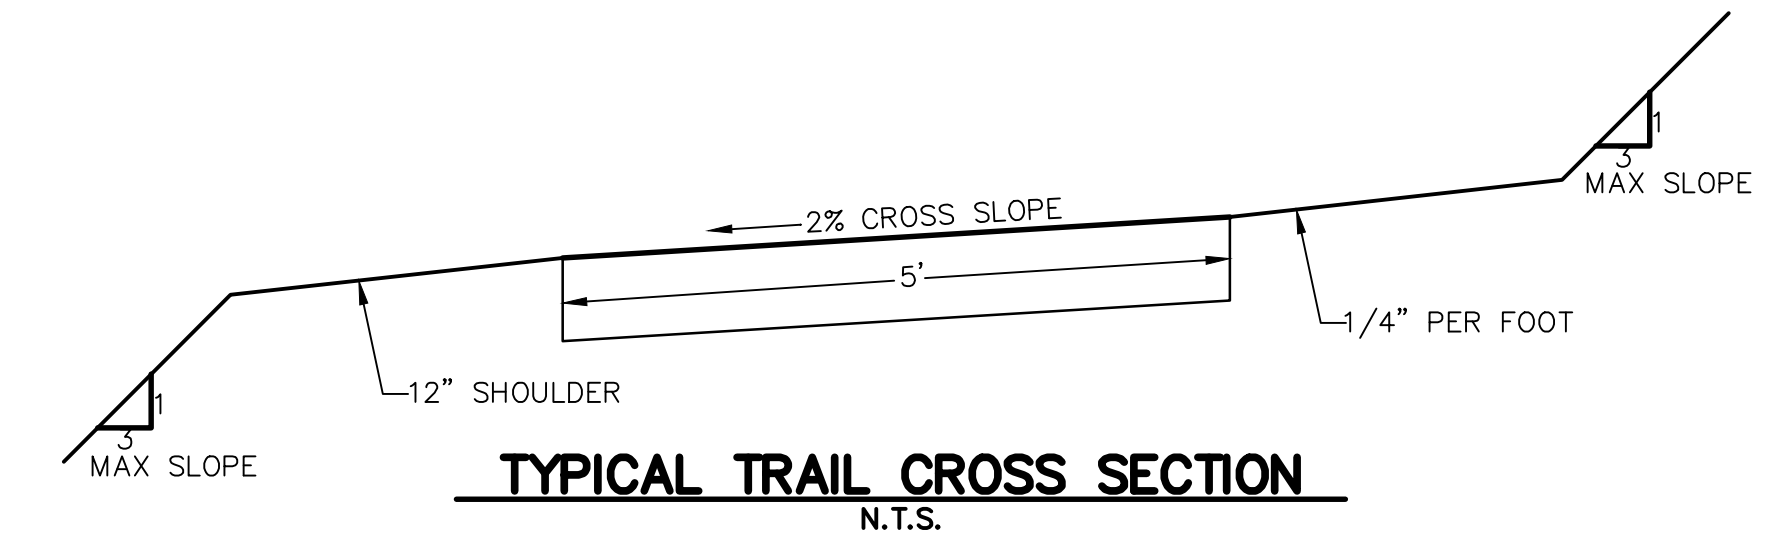 1
3
MAX SLOPE
2% CROSS SLOPE
5'
1/4" PER FOOT
12" SHOULDER
1
3
MAX SLOPE
TYPICAL TRAIL CROSS SECTION
N.T.S.